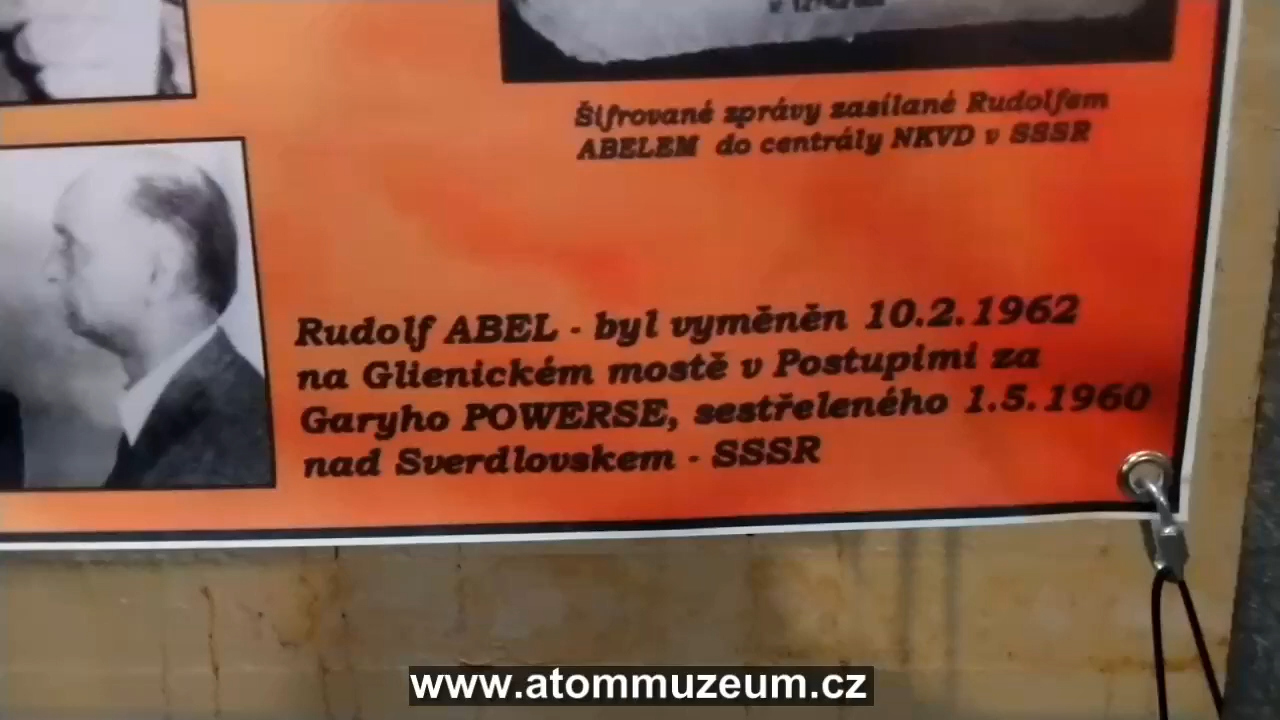 Šifrované zprávy zasílané Rudolfem
ABELEM do centrály NKVD v SSSR
Rudolf ABEL - byl vyměněn 10.2.1962
na Glienickém mostě v Postupimi za
Garyho POWERSE, sestřeleného 1.5.1960
nad Sverdlovskem - SSSR
www.atommuzeum.cz